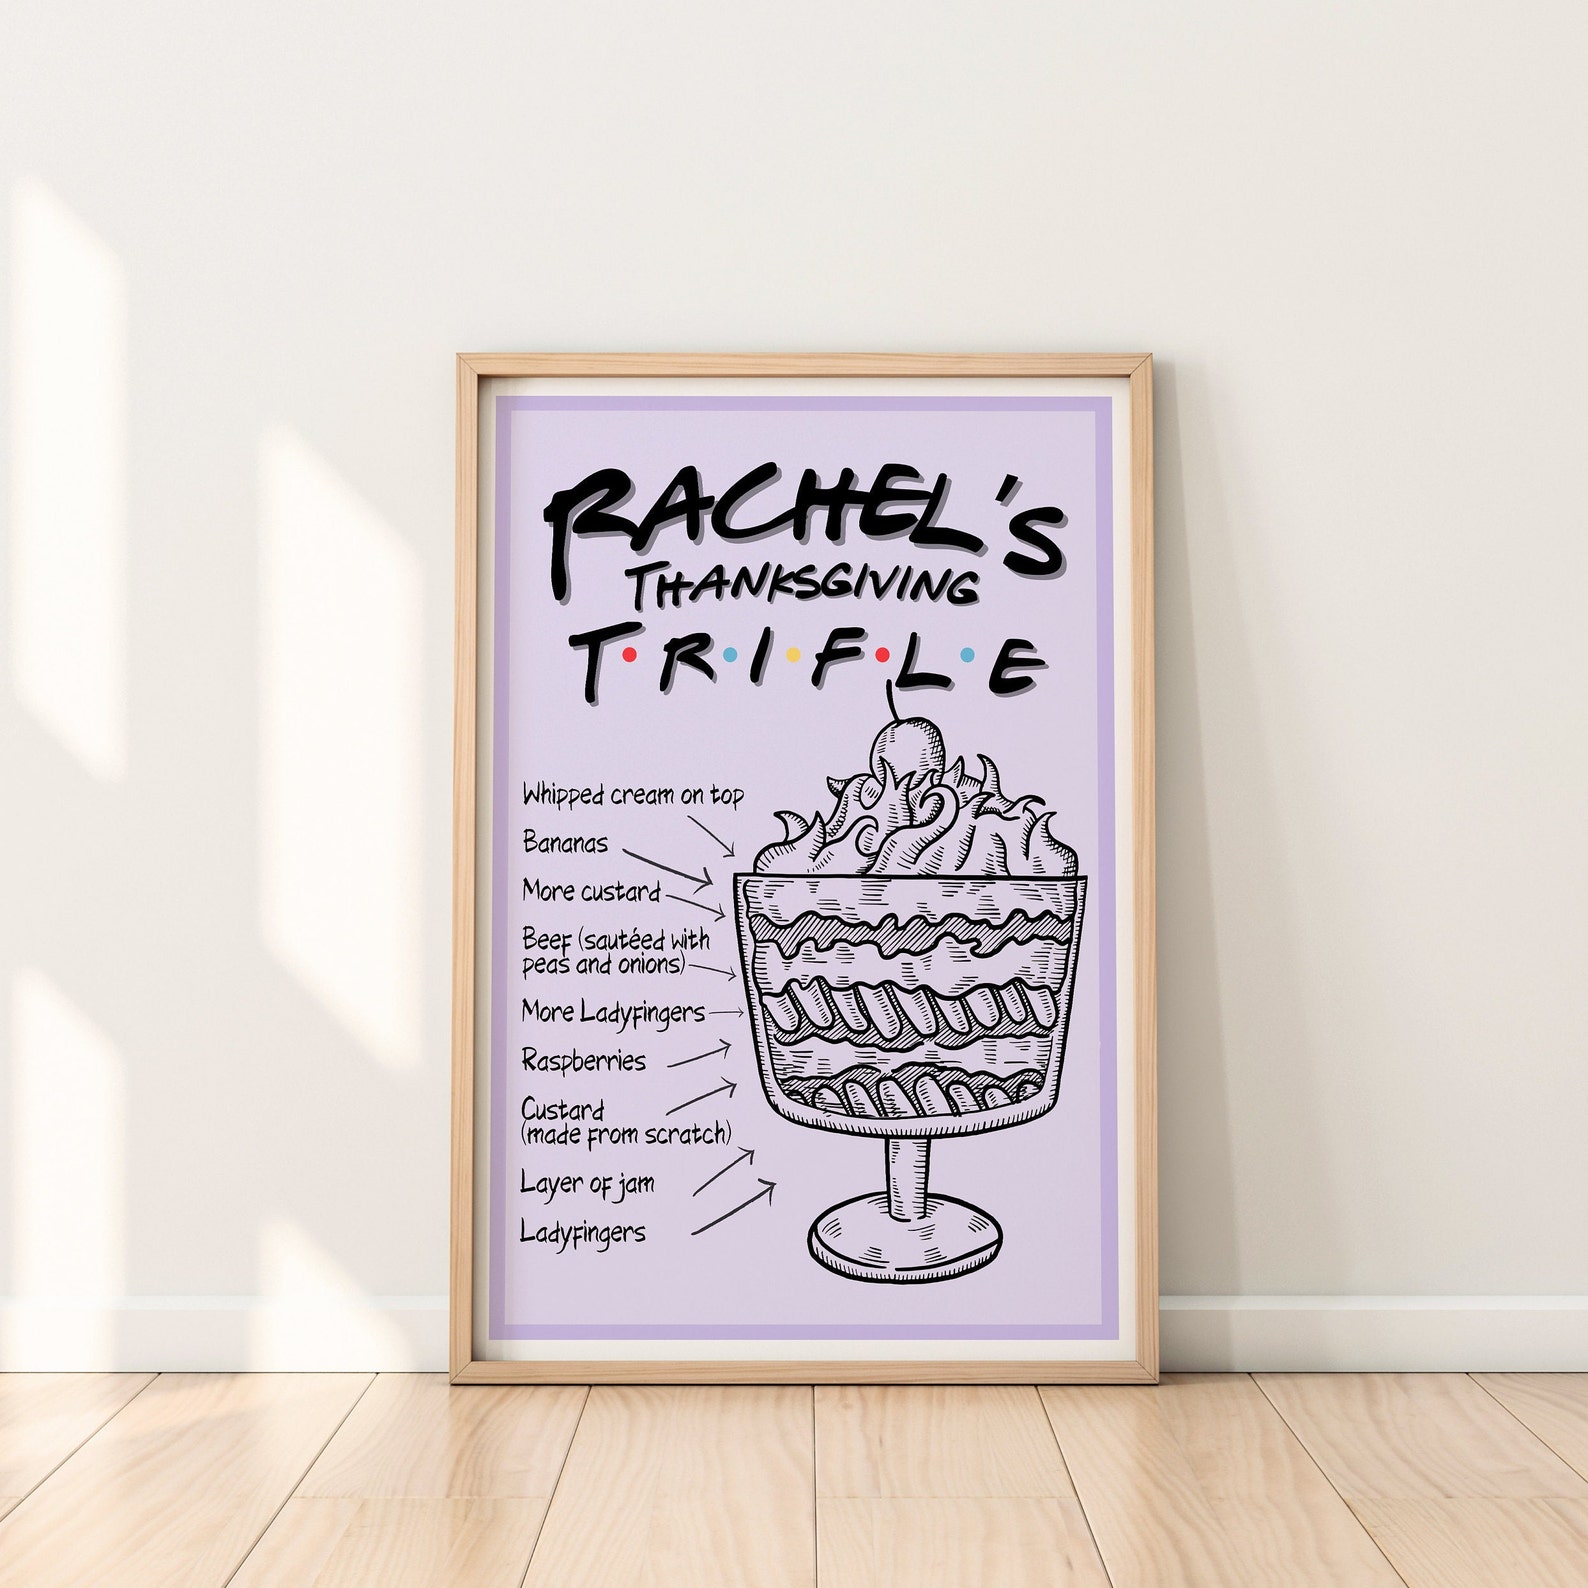 RACHEL'S
THANKSGIVING
T•R•I•F•L•E
Whipped cream on top
Bananas
More custard
Beef (sautéed with
peas and onions)
More Ladyfingers
Raspberries
Custard
(made from scratch)
Layer of jam
Ladyfingers